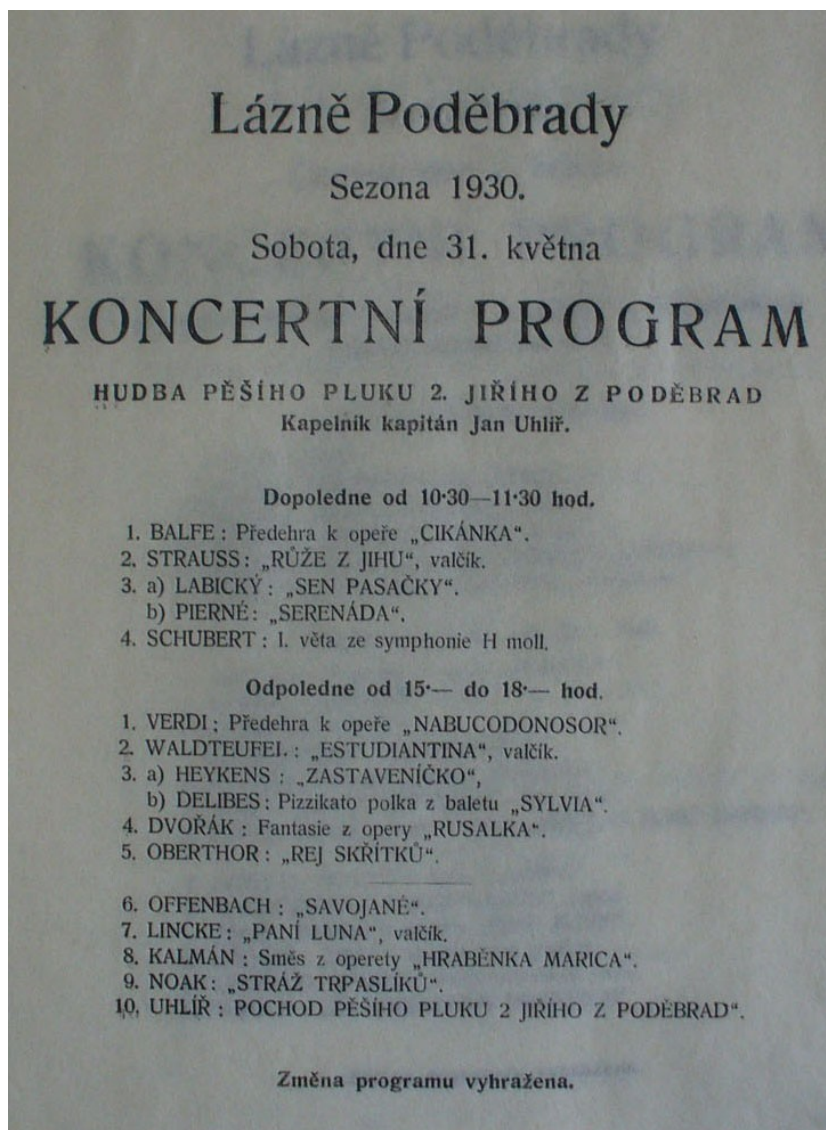 Lázně Poděbrady
Sezona 1930.
Sobota, dne 31. května
KONCERTNÍ PROGRAM
HUDBA PĚŠÍHO PLUKU 2. JIŘÍHO Z PODĚBRAD
Kapelník kapitán Jan Uhlíř.
Dopoledne od 10·30—11·30 hod.
1. BALFE : Předehra k opeře „CIKÁNKA“.
2. STRAUSS : „RŮŽE Z JIHU“, valčík.
3. a) LABICKÝ : „SEN PASAČKY“.
b) PIERNÉ : „SERENÁDA“.
4. SCHUBERT : I. věta ze symphonie H moll.
Odpoledne od 15·— do 18·— hod.
1. VERDI ; Předehra k opeře „NABUCODONOSOR“.
2. WALDTEUFEL : „ESTUDIANTINA“, valčík.
3. a) HEYKENS : „ZASTAVENÍČKO“,
b) DELIBES : Pizzikato polka z baletu „SYLVIA“.
4. DVOŘÁK : Fantasie z opery „RUSALKA“.
5. OBERTHOR : „REJ SKŘÍTKŮ“.
6. OFFENBACH : „SAVOJANÉ“.
7. LINCKE : „PANÍ LUNA“, valčík.
8. KALMÁN : Směs z operety „HRABĚNKA MARICA“.
9. NOAK : „STRÁŽ TRPASLÍKŮ“.
10. UHLÍŘ : POCHOD PĚŠÍHO PLUKU 2 JIŘÍHO Z PODĚBRAD“.
Změna programu vyhražena.